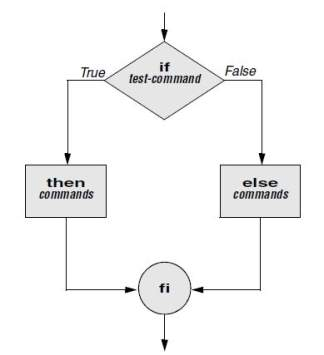 if
True
test-command
False
then
commands
else
commands
fi